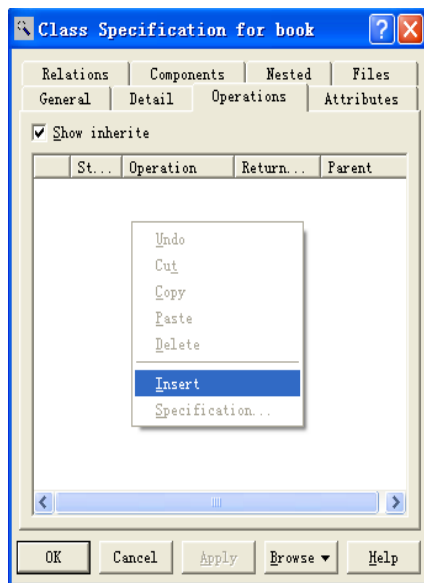 Class Specification for book
Relations Components Nested Files
General Detail Operations Attributes
Show inherite
St... Operation Return... Parent
Undo
Cut
Copy
Paste
Delete
Insert
Specification...
OK Cancel Apply Browse Help